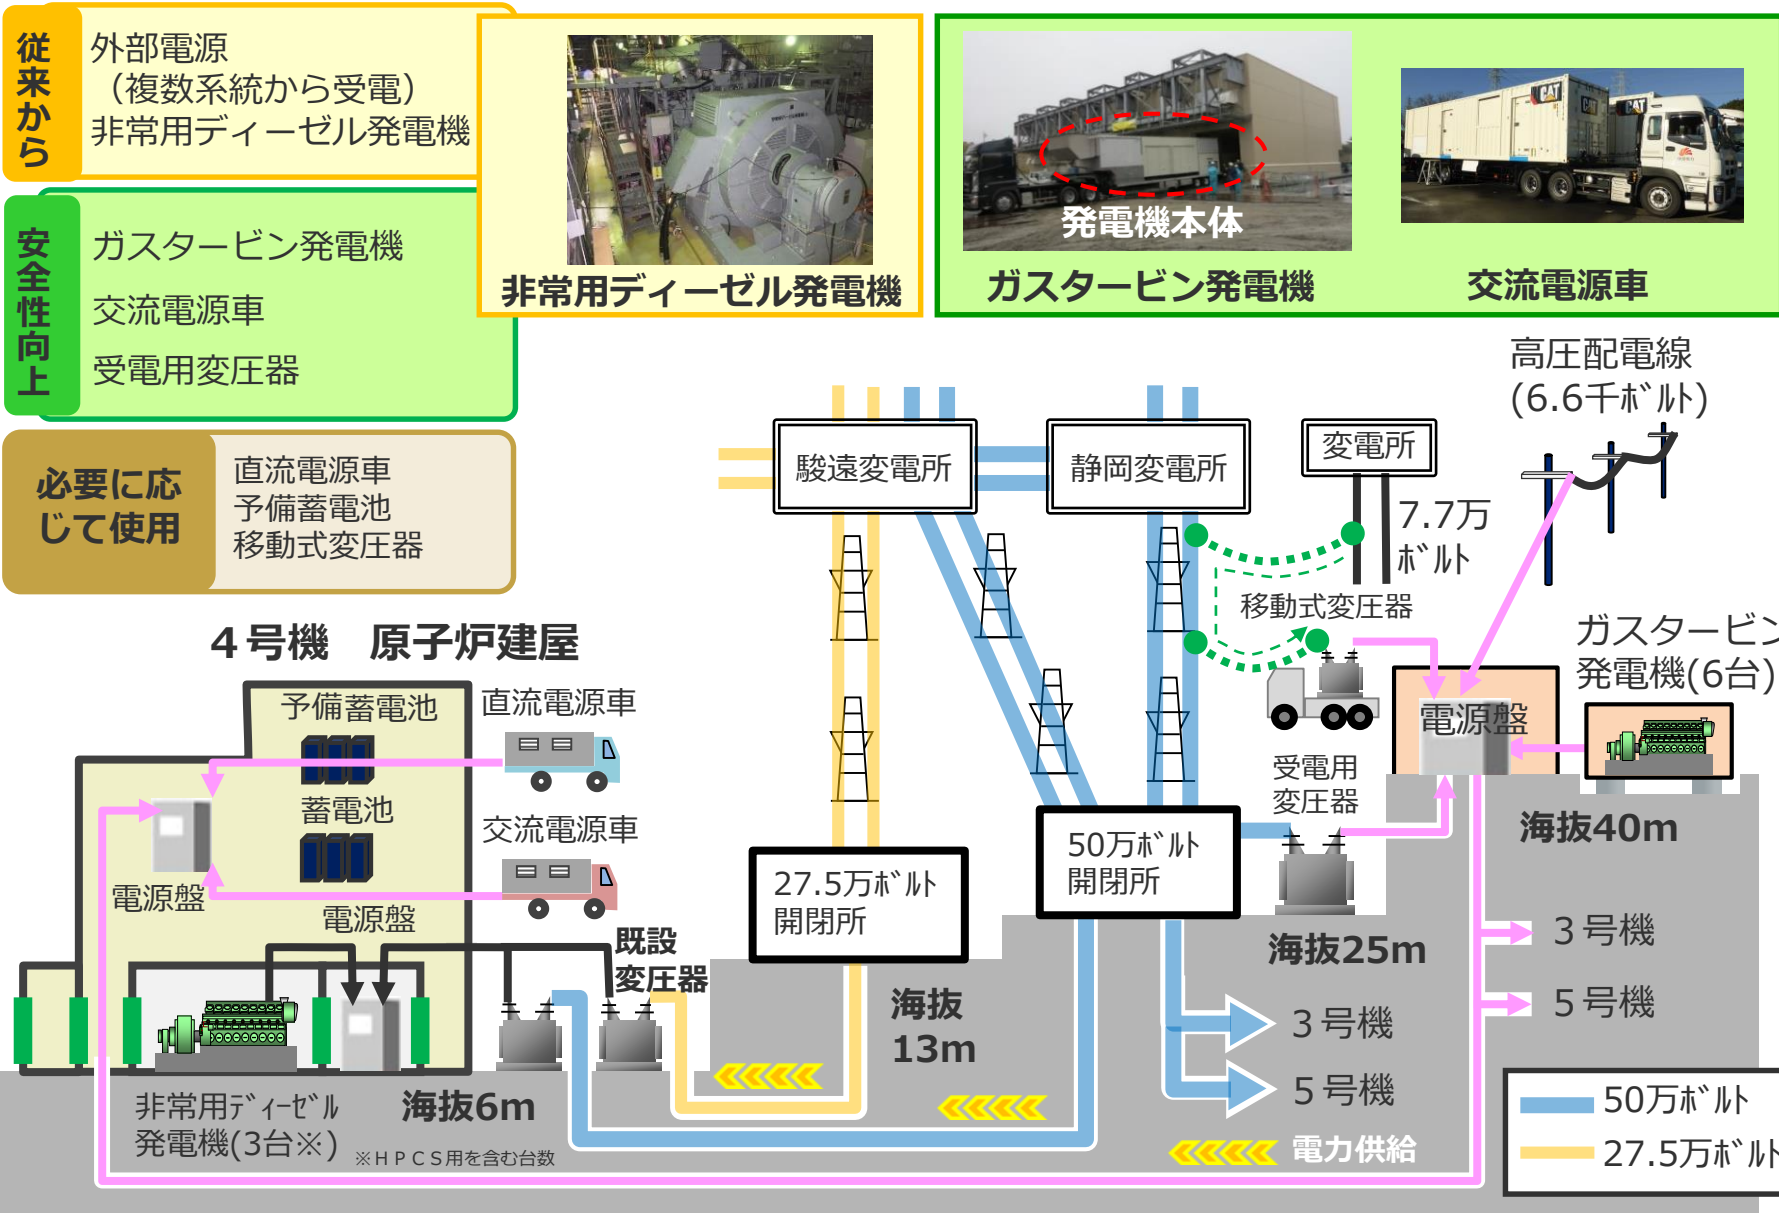 従来から
外部電源
（複数系統から受電）
非常用ディーゼル発電機
安全性向上
ガスタービン発電機
交流電源車
受電用変圧器
必要に応
じて使用
直流電源車
予備蓄電池
移動式変圧器
非常用ディーゼル発電機
発電機本体
ガスタービン発電機
CAT
CAT
交流電源車
高圧配電線
(6.6千ﾎﾞﾙﾄ)
駿遠変電所
静岡変電所
変電所
7.7万
ﾎﾞﾙﾄ
移動式変圧器
ガスタービン
発電機(6台)
電源盤
４号機　原子炉建屋
予備蓄電池
直流電源車
蓄電池
交流電源車
電源盤
電源盤
既設
変圧器
27.5万ﾎﾞﾙﾄ
開閉所
50万ﾎﾞﾙﾄ
開閉所
受電用
変圧器
海抜40m
海抜25m
海抜
13m
海抜6m
３号機
５号機
３号機
５号機
非常用ﾃﾞｨｰｾﾞﾙ
発電機(3台※)
※ＨＰＣＳ用を含む台数
電力供給
50万ﾎﾞﾙﾄ
27.5万ﾎﾞﾙﾄ